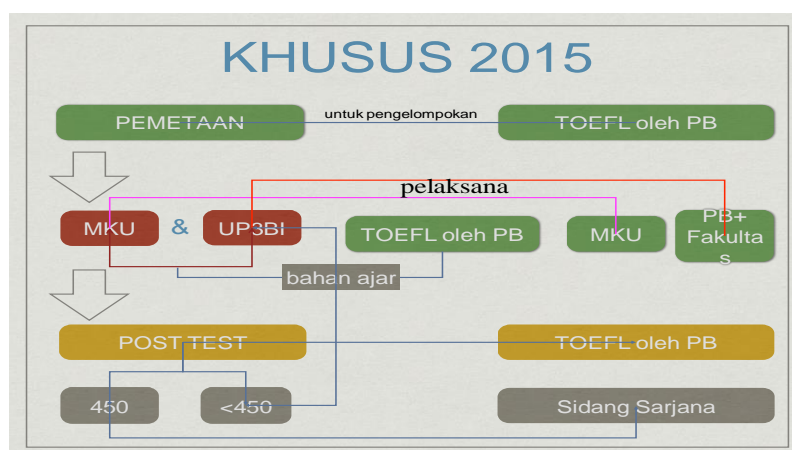 KHUSUS 2015
PEMETAAN
untuk pengelompokan
TOEFL oleh PB
pelaksana
MKU
&
UP3BI
TOEFL oleh PB
MKU
PB+
Fakulta
s
bahan ajar
POST TEST
TOEFL oleh PB
450
<450
Sidang Sarjana